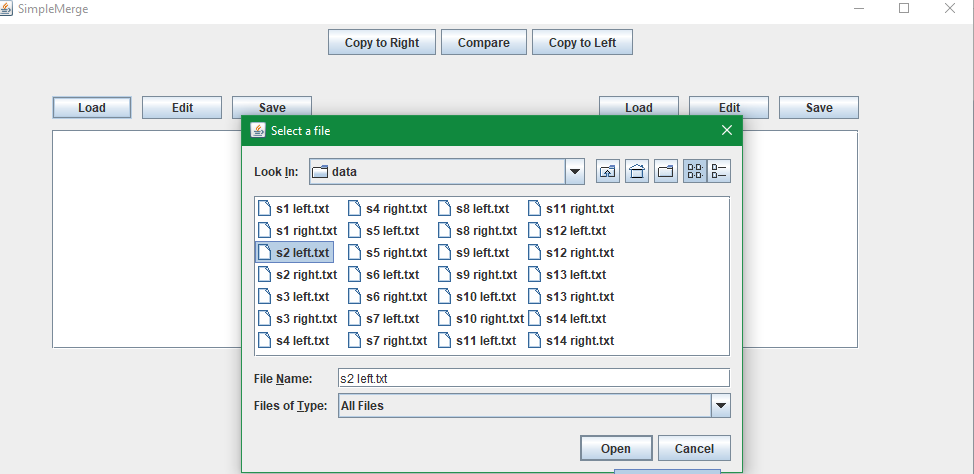 SimpleMerge
Copy to Right Compare Copy to Left
Load Edit Save Load Edit Save
Select a file
Look In: data
s1 left.txt s4 right.txt s8 left.txt s11 right.txt
s1 right.txt s5 left.txt s8 right.txt s12 left.txt
s2 left.txt s5 right.txt s9 left.txt s12 right.txt
s2 right.txt s6 left.txt s9 right.txt s13 left.txt
s3 left.txt s6 right.txt s10 left.txt s13 right.txt
s3 right.txt s7 left.txt s10 right.txt s14 left.txt
s4 left.txt s7 right.txt s11 left.txt s14 right.txt
File Name: s2 left.txt
Files of Type: All Files
Open Cancel